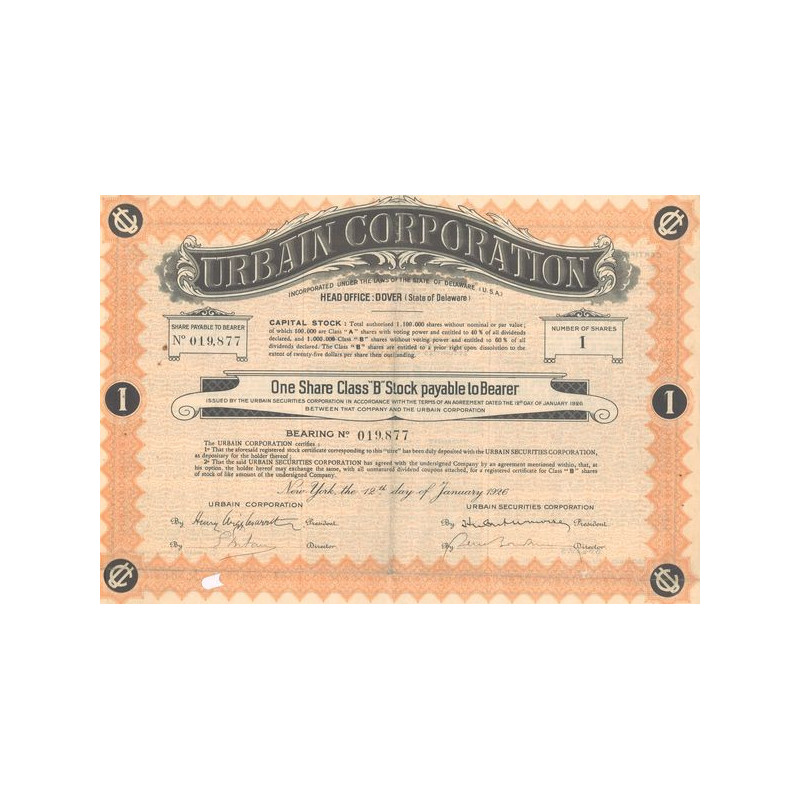 URBAIN CORPORATION
INCORPORATED UNDER THE LAWS OF THE STATE OF DELAWARE (U.S.A.)
HEAD OFFICE : DOVER (State of Delaware)
SHARE PAYABLE TO BEARER
Nº 019,877
CAPITAL STOCK : Total authorized 1.100.000 shares without nominal or par value ;
of which 100.000 are Class "A" shares with voting power and entitled to 40 % of all dividends
declared, and 1.000.000 Class "B" shares without voting power and entitled to 60 % of all
dividends declared. The Class "B" shares are entitled to a prior right upon dissolution to the
extent of twenty-five dollars per share then outstanding.
NUMBER OF SHARES
1
One Share Class "B" Stock payable to Bearer
ISSUED BY THE URBAIN SECURITIES CORPORATION IN ACCORDANCE WITH THE TERMS OF AN AGREEMENT DATED THE 12th DAY OF JANUARY 1926
BETWEEN THAT COMPANY AND THE URBAIN CORPORATION
1
1
BEARING Nº 019,877
The URBAIN CORPORATION certifies :
1º That the aforesaid registered stock certificate corresponding to this "titre" has been duly deposited with the URBAIN SECURITIES CORPORATION,
as depositary for the holder thereof ;
2º That the said URBAIN SECURITIES CORPORATION has agreed with the undersigned Company by an agreement mentioned within, that, at
his option, the holder hereof may exchange the same, with all unmatured dividend coupons attached, for a registered certificate for Class "B" shares
of stock of like amount of the undersigned Company.
New York, the 12th day of January 1926
URBAIN CORPORATION
URBAIN SECURITIES CORPORATION
By Henry Wigglesworth President.
By President.
By Director.
By Director.